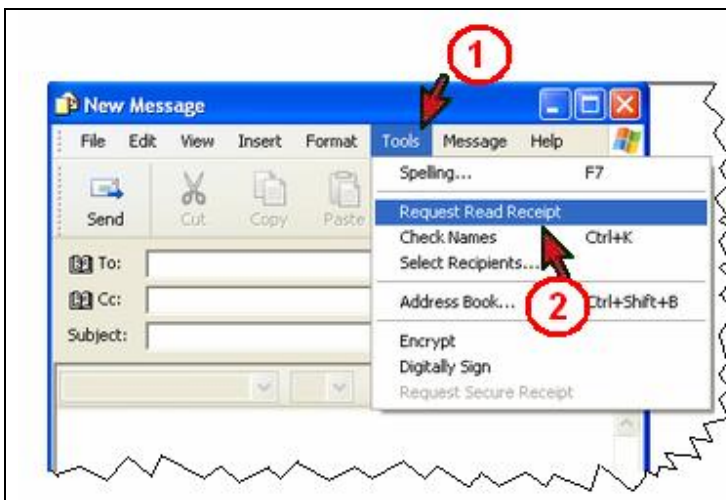 1
New Message
File Edit View Insert Format Tools Message Help
Spelling... F7
Send Cut Copy Paste
Request Read Receipt
Check Names Ctrl+K
To:
Select Recipients...
Cc:
Address Book... Ctrl+Shift+B
2
Subject:
Encrypt
Digitally Sign
Request Secure Receipt